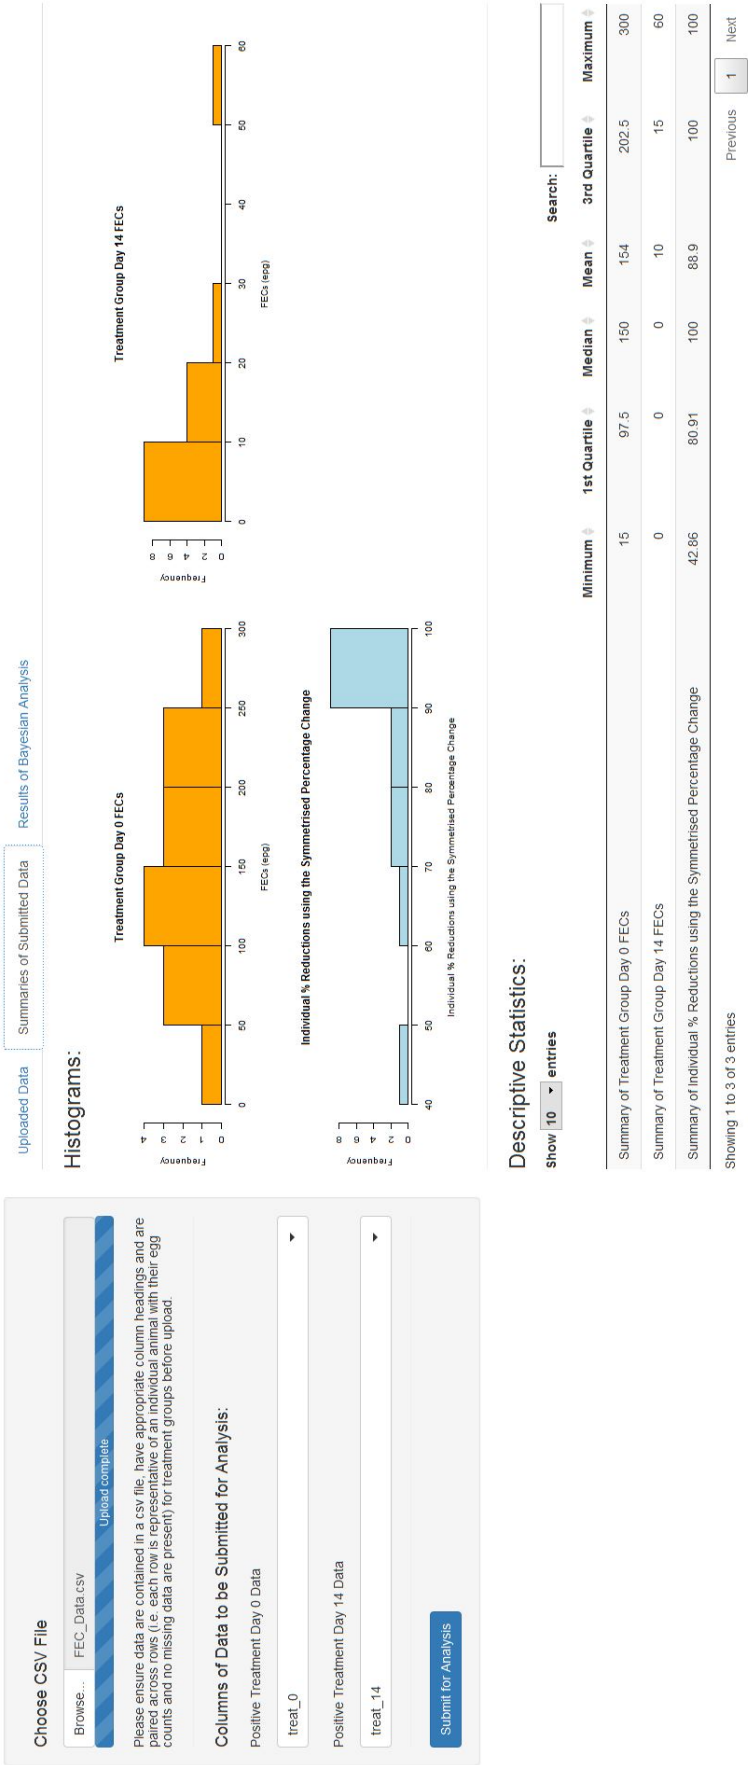 Choose CSV File
Browse... FEC_Data.csv
Upload complete
Please ensure data are contained in a csv file, have appropriate column headings and are
paired across rows (i.e. each row is representative of an individual animal with their egg
counts and no missing data are present) for treatment groups before upload.
Columns of Data to be Submitted for Analysis:
Positive Treatment Day 0 Data
treat_0
Positive Treatment Day 14 Data
treat_14
Submit for Analysis
Uploaded Data Summaries of Submitted Data Results of Bayesian Analysis
Histograms:
Treatment Group Day 0 FECs
Frequency
0 1 2 3 4
0 50 100 150 200 250 300
FECs (epg)
Treatment Group Day 14 FECs
Frequency
0 2 4 6 8
0 10 20 30 40 50 60
FECs (epg)
Individual % Reductions using the Symmetrised Percentage Change
Frequency
0 2 4 6 8
40 50 60 70 80 90 100
Individual % Reductions using the Symmetrised Percentage Change
Descriptive Statistics:
Show 10 entries
Search:
Minimum 1st Quartile Median Mean 3rd Quartile Maximum
Summary of Treatment Group Day 0 FECs 15 97.5 150 154 202.5 300
Summary of Treatment Group Day 14 FECs 0 0 0 10 15 60
Summary of Individual % Reductions using the Symmetrised Percentage Change 42.86 80.91 100 88.9 100 100
Showing 1 to 3 of 3 entries
Previous 1 Next